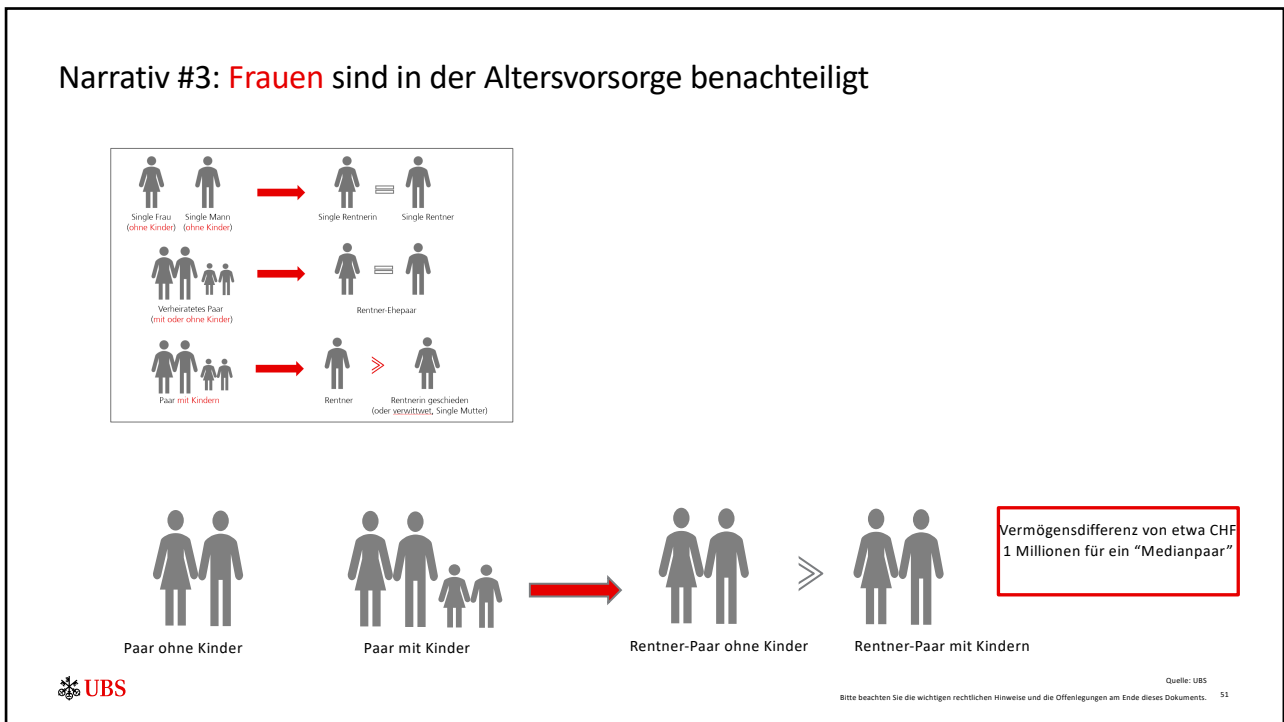 Narrativ #3: Frauen sind in der Altersvorsorge benachteiligt
Single Frau
(ohne Kinder)
Single Mann
(ohne Kinder)
Single Rentnerin
=
Single Rentner
Verheiratetes Paar
(mit oder ohne Kinder)
=
Rentner-Ehepaar
Paar mit Kindern
Rentner
>
Rentnerin geschieden
(oder verwittwet, Single Mutter)
Paar ohne Kinder
Paar mit Kinder
Rentner-Paar ohne Kinder
>
Rentner-Paar mit Kindern
Vermögensdifferenz von etwa CHF
1 Millionen für ein “Medianpaar”
UBS
Quelle: UBS
Bitte beachten Sie die wichtigen rechtlichen Hinweise und die Offenlegungen am Ende dieses Dokuments. 51